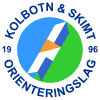 KOLBOTN & SKIMT
19 96
ORIENTERINGSLAG